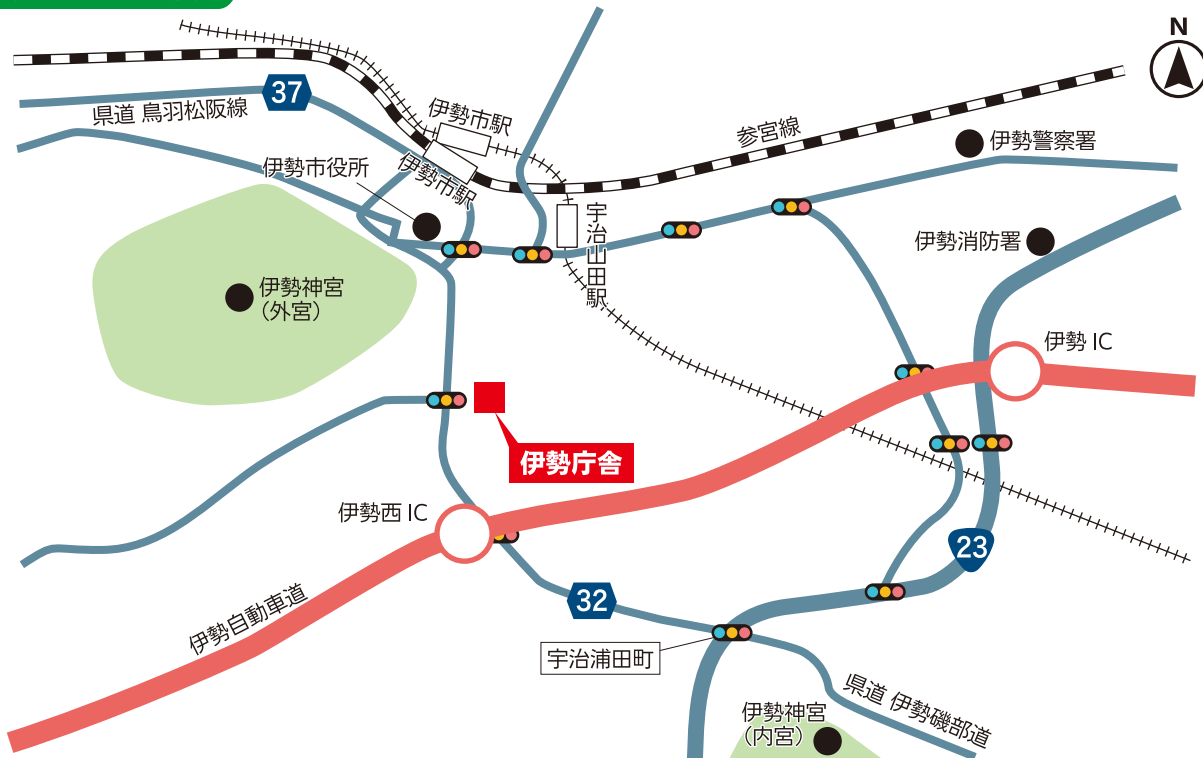 N
37
県道 鳥羽松阪線
伊勢市駅
参宮線
伊勢警察署
伊勢市役所
伊勢市駅
宇治山田駅
伊勢消防署
伊勢神宮
（外宮）
伊勢 IC
伊勢庁舎
伊勢西 IC
23
32
伊勢自動車道
宇治浦田町
県道 伊勢磯部道
伊勢神宮
（内宮）